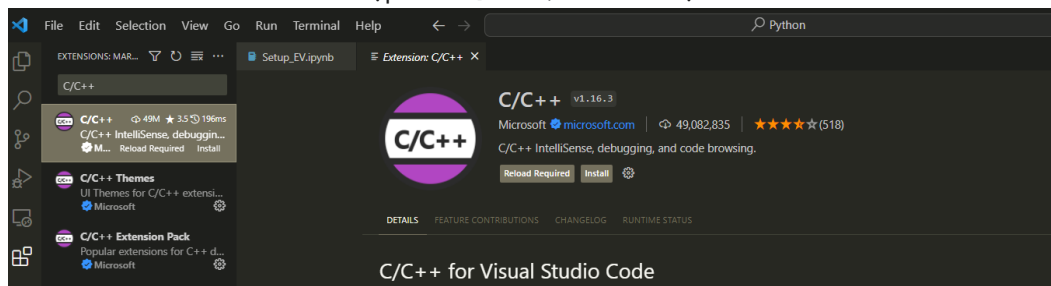 File Edit Selection View Go Run Terminal Help
Python
EXTENSIONS: MAR...
Setup_EV.ipynb
Extension: C/C++
C/C++
C/C++ 49M 3.5 196ms
C/C++ IntelliSense, debuggin...
M... Reload Required Install
C/C++ Themes
UI Themes for C/C++ extensi...
Microsoft
C/C++ Extension Pack
Popular extensions for C++ d...
Microsoft
C/C++
C/C++ v1.16.3
Microsoft microsoft.com 49,082,835 (518)
C/C++ IntelliSense, debugging, and code browsing.
Reload Required Install
DETAILS FEATURE CONTRIBUTIONS CHANGELOG RUNTIME STATUS
C/C++ for Visual Studio Code